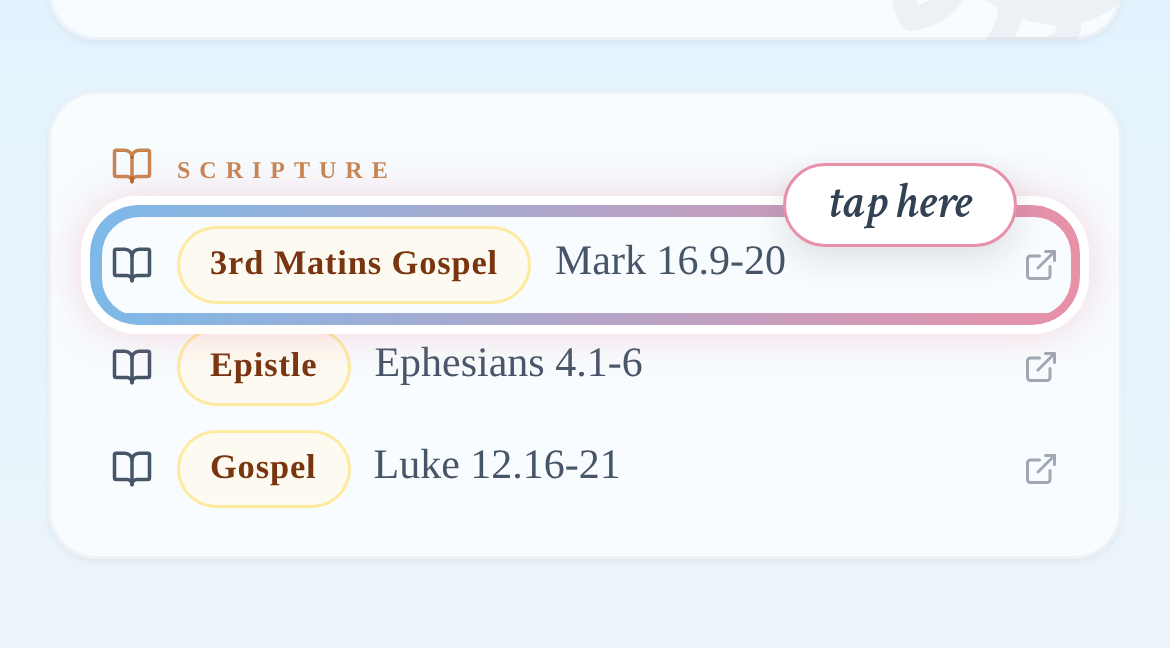 SCRIPTURE
tap here
3rd Matins Gospel Mark 16.9-20
Epistle Ephesians 4.1-6
Gospel Luke 12.16-21